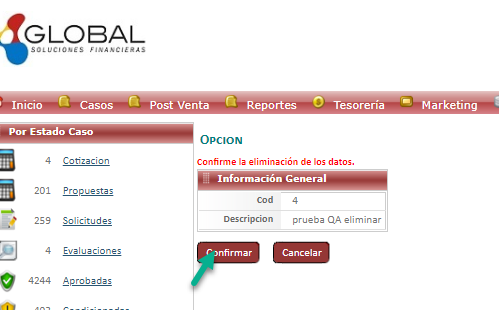 GLOBAL
SOLUCIONES FINANCIERAS
Inicio Casos Post Venta Reportes Tesorería Marketing
Por Estado Caso
4 Cotizacion
201 Propuestas
259 Solicitudes
4 Evaluaciones
4244 Aprobadas
403 Condicionadas
OPCION
Confirme la eliminación de los datos.
Información General
Cod 4
Descripcion prueba QA eliminar
Confirmar Cancelar